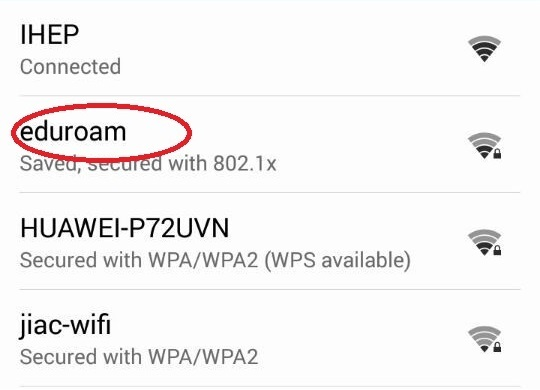 IHEP
Connected
eduroam
Saved, secured with 802.1x
HUAWEI-P72UVN
Secured with WPA/WPA2 (WPS available)
jiac-wifi
Secured with WPA/WPA2